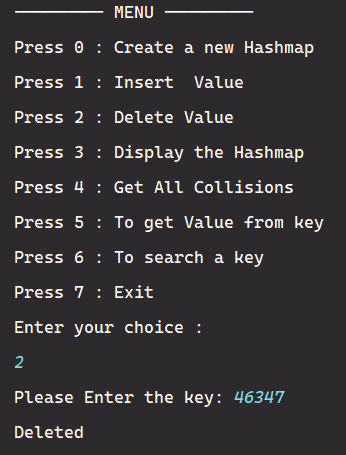 ───────── MENU ─────────
Press 0 : Create a new Hashmap
Press 1 : Insert  Value
Press 2 : Delete Value
Press 3 : Display the Hashmap
Press 4 : Get All Collisions
Press 5 : To get Value from key
Press 6 : To search a key
Press 7 : Exit
Enter your choice :
2
Please Enter the key: 46347
Deleted